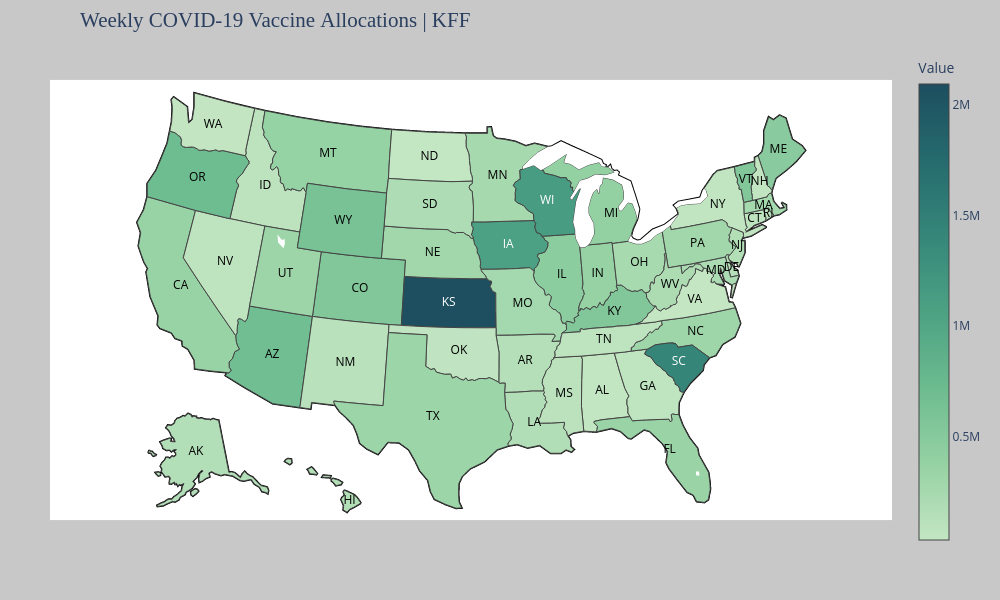 Weekly COVID-19 Vaccine Allocations | KFF
Value
2M
1.5M
1M
0.5M
WA
MT
ND
MN
ME
OR
ID
SD
WI
MI
VT
NH
NY
MA
RI
CT
WY
NE
IA
PA
NJ
NV
UT
CO
KS
IL
IN
OH
MD
DE
WV
VA
CA
MO
KY
NC
TN
AZ
NM
OK
AR
SC
MS
AL
GA
TX
LA
FL
AK
HI